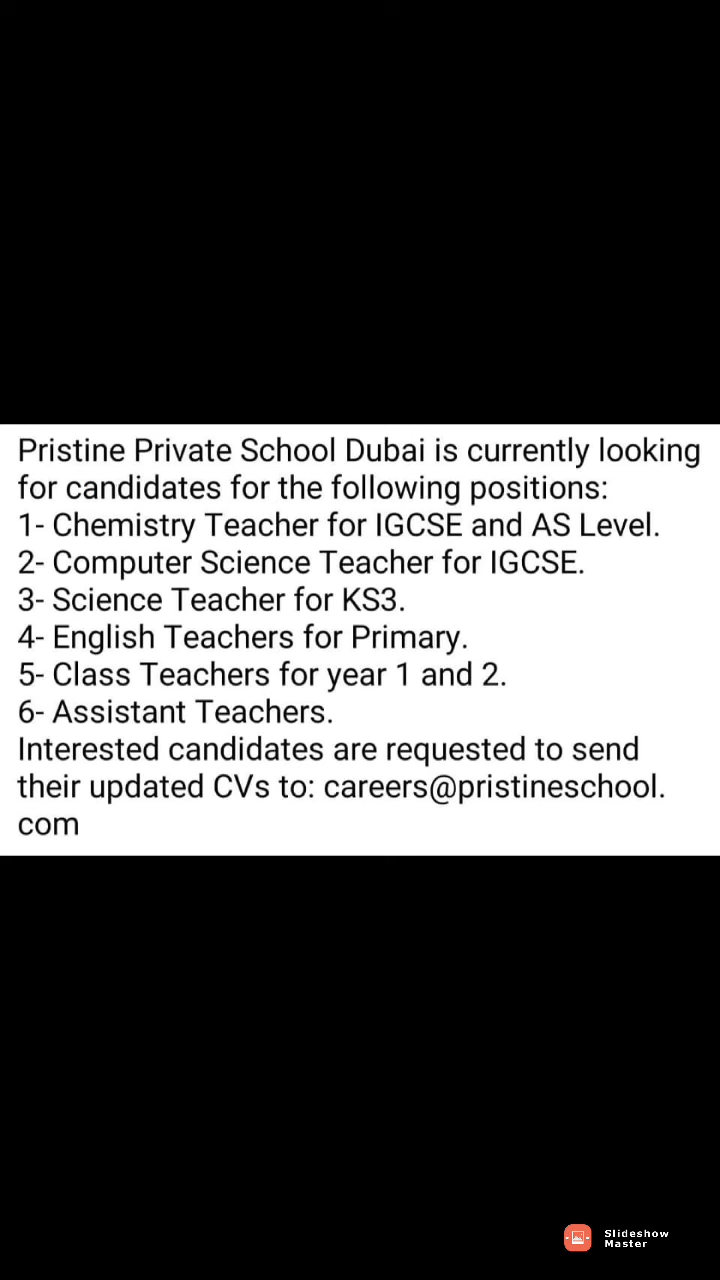 Pristine Private School Dubai is currently looking
for candidates for the following positions:
1- Chemistry Teacher for IGCSE and AS Level.
2- Computer Science Teacher for IGCSE.
3- Science Teacher for KS3.
4- English Teachers for Primary.
5- Class Teachers for year 1 and 2.
6- Assistant Teachers.
Interested candidates are requested to send
their updated CVs to: careers@pristineschool.
com
Slideshow
Master